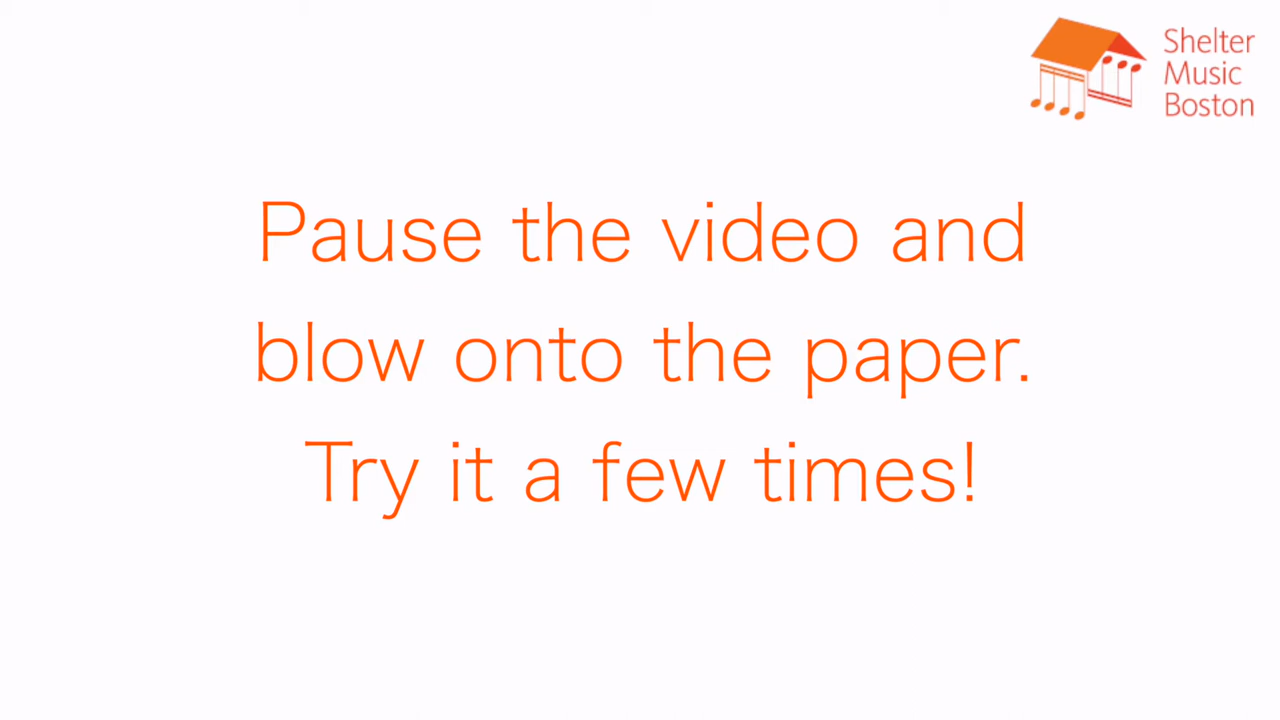 Shelter
Music
Boston
Pause the video and
blow onto the paper.
Try it a few times!